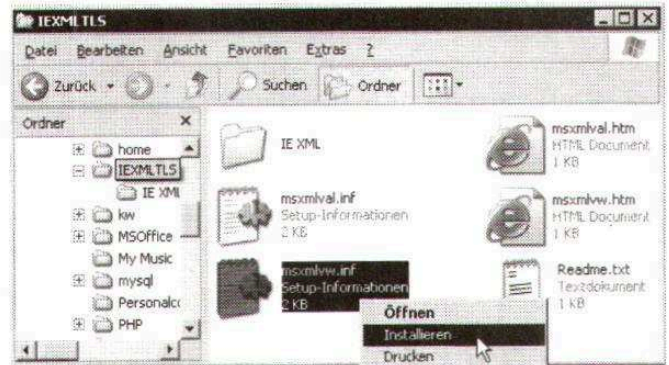 IEXMLTLS
Datei Bearbeiten Ansicht Favoriten Extras ?
Zurück Suchen Ordner
Ordner
home
IEXMLTLS
IE XML
kw
MSOffice
My Music
mysql
PHP
IE XML
msxmlval.inf
Setup-Informationen
2 KB
msxmlvw.inf
Setup-Informationen
2 KB
msxmlval.htm
HTML Document
1 KB
msxmlvw.htm
HTML Document
1 KB
Readme.txt
Textdokument
1 KB
Öffnen
Installieren
Drucken